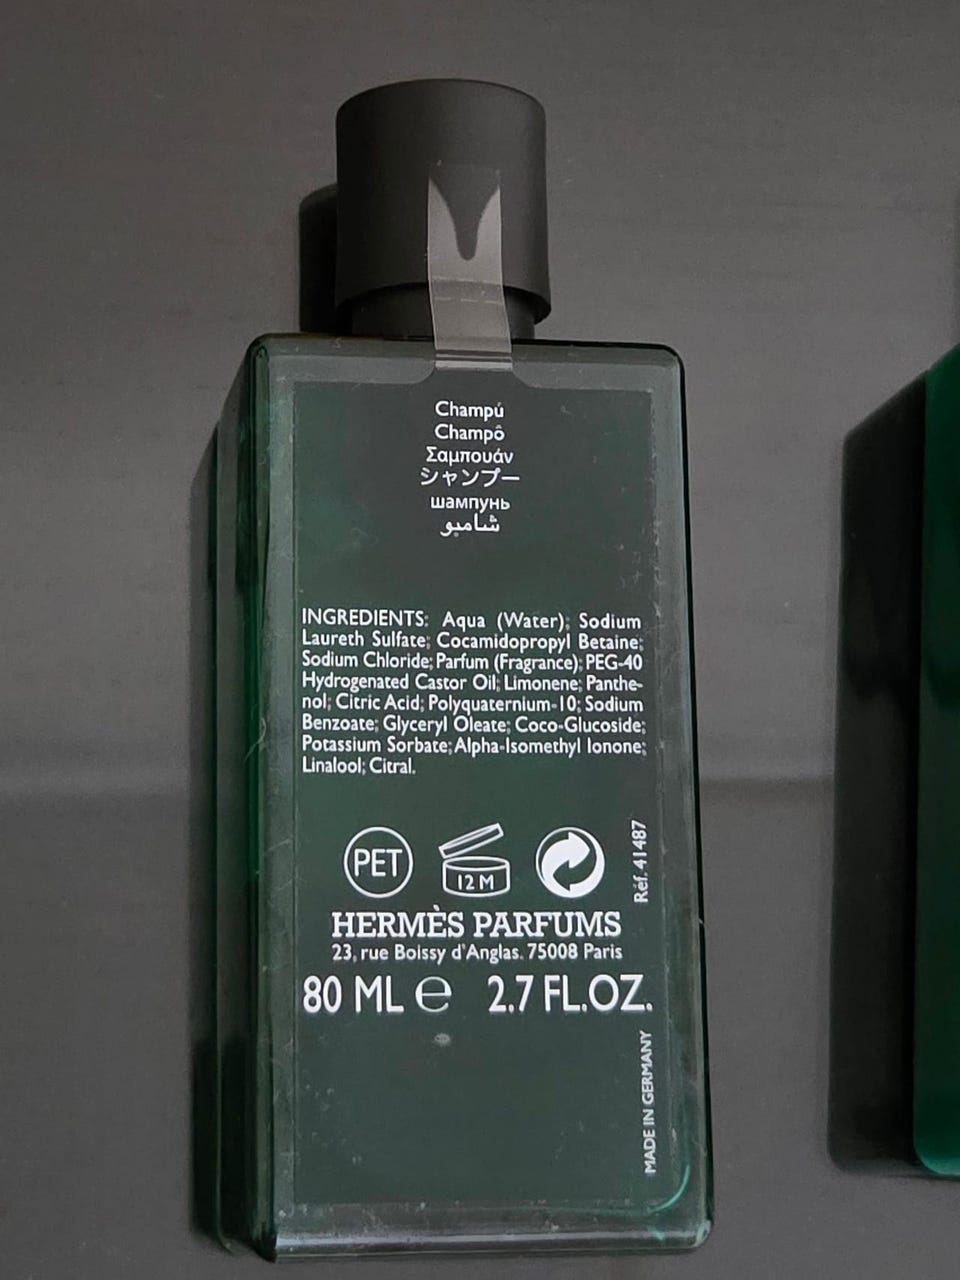 Champú
Champô
Σαμπουάν
シャンプー
шампунь
شامبو
INGREDIENTS: Aqua (Water); Sodium
Laureth Sulfate; Cocamidopropyl Betaine;
Sodium Chloride; Parfum (Fragrance); PEG-40
Hydrogenated Castor Oil; Limonene; Panthe-
nol; Citric Acid; Polyquaternium-10; Sodium
Benzoate; Glyceryl Oleate; Coco-Glucoside;
Potassium Sorbate; Alpha-Isomethyl Ionone;
Linalool; Citral.
PET
12 M
Réf. 41487
HERMÈS PARFUMS
23, rue Boissy d'Anglas. 75008 Paris
80 ML e 2.7 FL.OZ.
MADE IN GERMANY